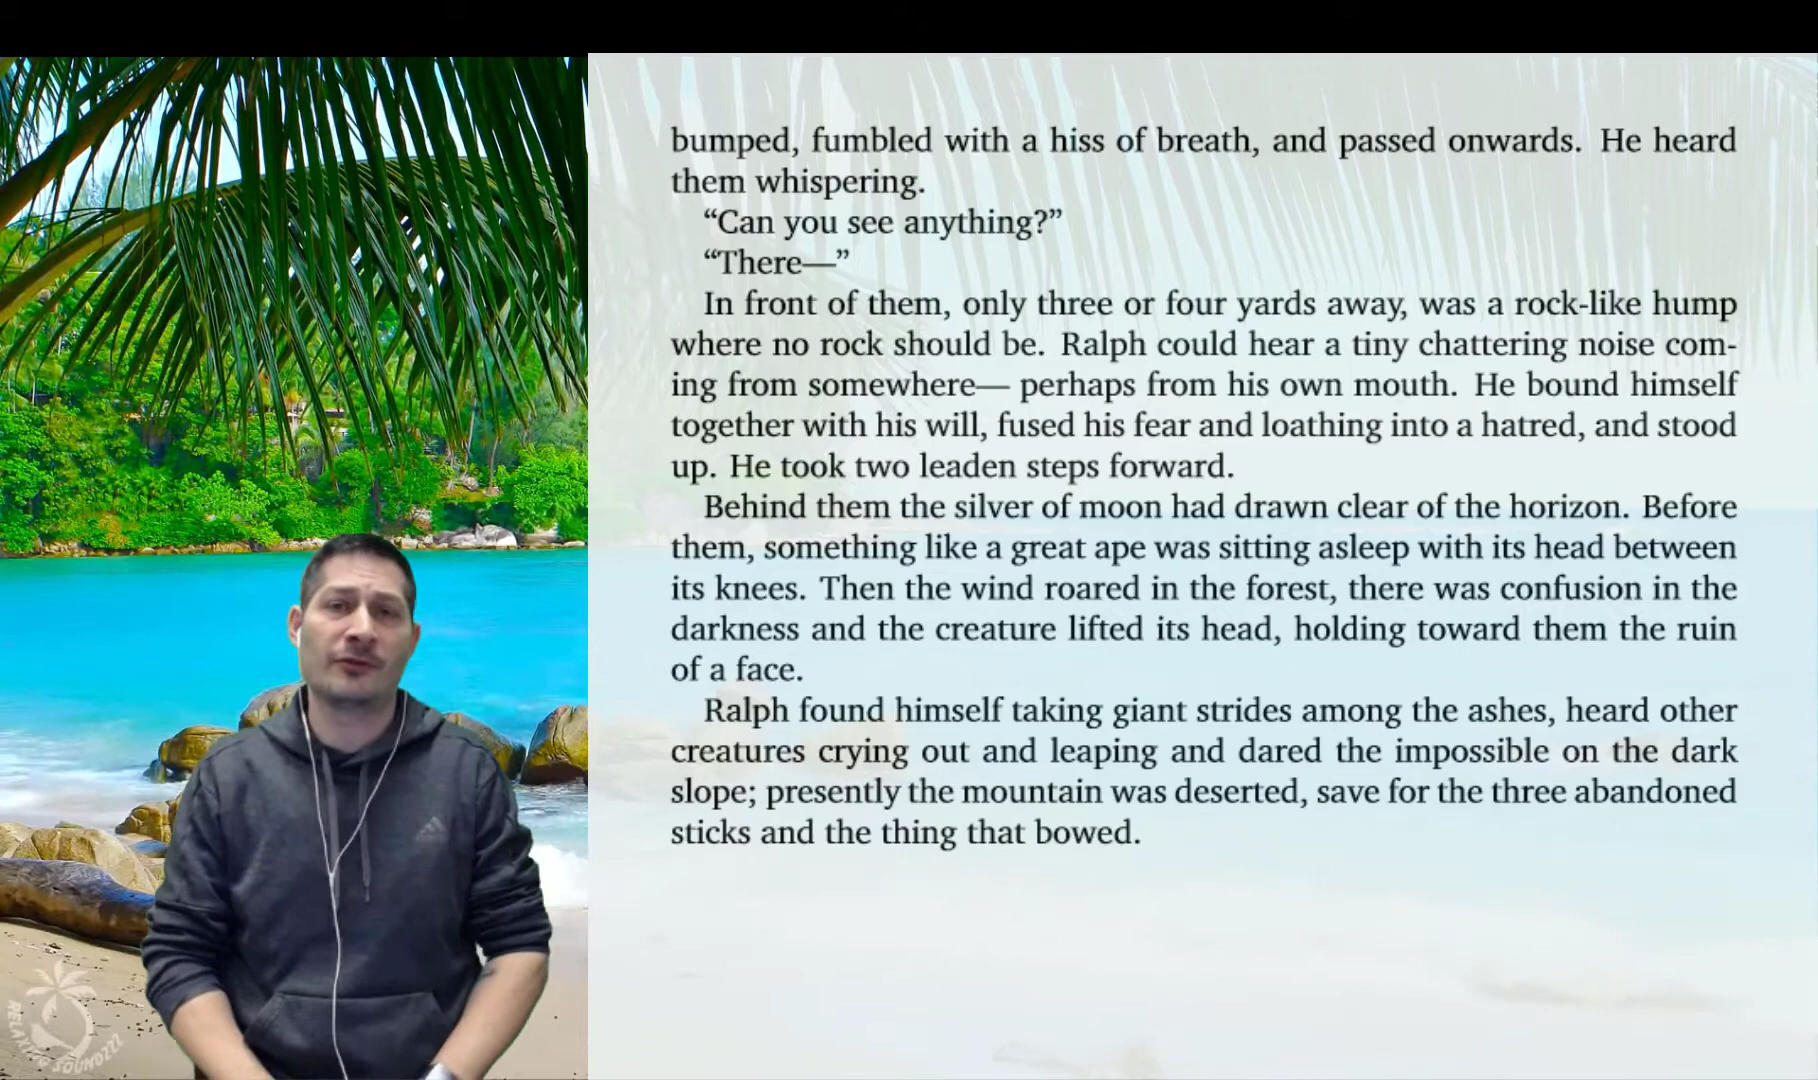 bumped, fumbled with a hiss of breath, and passed onwards. He heard
them whispering.
“Can you see anything?”
“There—”
In front of them, only three or four yards away, was a rock-like hump
where no rock should be. Ralph could hear a tiny chattering noise com-
ing from somewhere— perhaps from his own mouth. He bound himself
together with his will, fused his fear and loathing into a hatred, and stood
up. He took two leaden steps forward.
Behind them the silver of moon had drawn clear of the horizon. Before
them, something like a great ape was sitting asleep with its head between
its knees. Then the wind roared in the forest, there was confusion in the
darkness and the creature lifted its head, holding toward them the ruin
of a face.
Ralph found himself taking giant strides among the ashes, heard other
creatures crying out and leaping and dared the impossible on the dark
slope; presently the mountain was deserted, save for the three abandoned
sticks and the thing that bowed.
RELAXING SOUNDZZZ